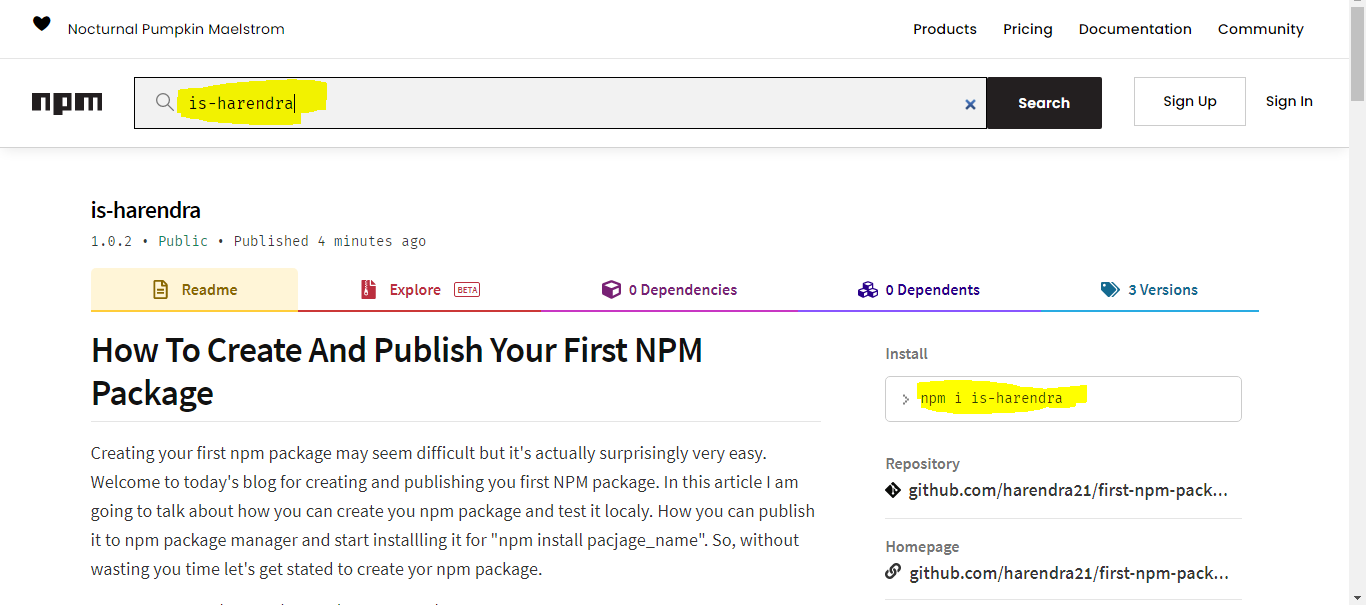 Nocturnal Pumpkin Maelstrom
Products Pricing Documentation Community
npm
is-harendra
Search
Sign Up
Sign In
is-harendra
1.0.2 • Public • Published 4 minutes ago
Readme
Explore BETA
0 Dependencies
0 Dependents
3 Versions
How To Create And Publish Your First NPM
Package
Creating your first npm package may seem difficult but it's actually surprisingly very easy.
Welcome to today's blog for creating and publishing you first NPM package. In this article I am
going to talk about how you can create you npm package and test it localy. How you can publish
it to npm package manager and start installling it for "npm install pacjage_name". So, without
wasting you time let's get stated to create yor npm package.
Install
npm i is-harendra
Repository
github.com/harendra21/first-npm-pack...
Homepage
github.com/harendra21/first-npm-pack...